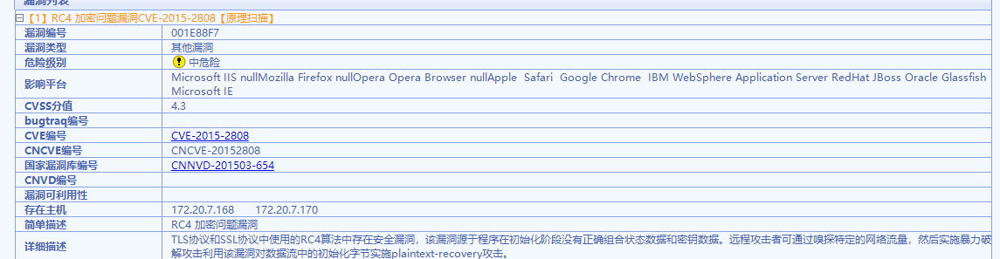 漏洞列表
【1】RC4 加密问题漏洞CVE-2015-2808【原理扫描】
漏洞编号 001E88F7
漏洞类型 其他漏洞
危险级别 中危险
影响平台 Microsoft IIS nullMozilla Firefox nullOpera Opera Browser nullApple Safari Google Chrome IBM WebSphere Application Server RedHat JBoss Oracle Glassfish
Microsoft IE
CVSS分值 4.3
bugtraq编号
CVE编号 CVE-2015-2808
CNCVE编号 CNCVE-20152808
国家漏洞库编号 CNNVD-201503-654
CNVD编号
漏洞可利用性
存在主机 172.20.7.168 172.20.7.170
简单描述 RC4 加密问题漏洞
详细描述 TLS协议和SSL协议中使用的RC4算法中存在安全漏洞，该漏洞源于程序在初始化阶段没有正确组合状态数据和密钥数据。远程攻击者可通过嗅探特定的网络流量，然后实施暴力破
解攻击利用该漏洞对数据流中的初始化字节实施plaintext-recovery攻击。